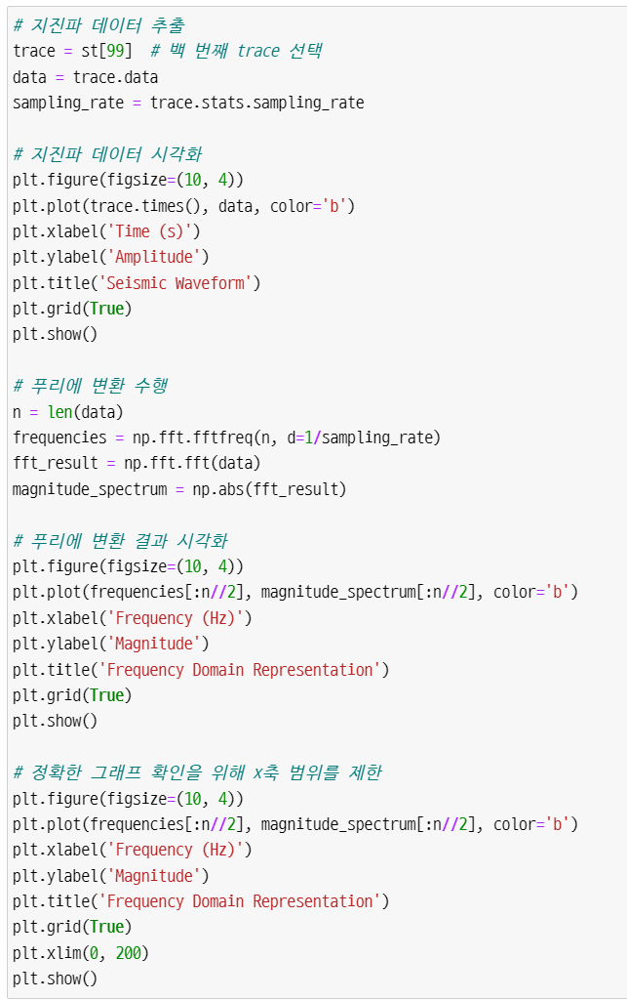 # 지진파 데이터 추출
trace = st[99]  # 백 번째 trace 선택
data = trace.data
sampling_rate = trace.stats.sampling_rate

# 지진파 데이터 시각화
plt.figure(figsize=(10, 4))
plt.plot(trace.times(), data, color='b')
plt.xlabel('Time (s)')
plt.ylabel('Amplitude')
plt.title('Seismic Waveform')
plt.grid(True)
plt.show()

# 푸리에 변환 수행
n = len(data)
frequencies = np.fft.fftfreq(n, d=1/sampling_rate)
fft_result = np.fft.fft(data)
magnitude_spectrum = np.abs(fft_result)

# 푸리에 변환 결과 시각화
plt.figure(figsize=(10, 4))
plt.plot(frequencies[:n//2], magnitude_spectrum[:n//2], color='b')
plt.xlabel('Frequency (Hz)')
plt.ylabel('Magnitude')
plt.title('Frequency Domain Representation')
plt.grid(True)
plt.show()

# 정확한 그래프 확인을 위해 x축 범위를 제한
plt.figure(figsize=(10, 4))
plt.plot(frequencies[:n//2], magnitude_spectrum[:n//2], color='b')
plt.xlabel('Frequency (Hz)')
plt.ylabel('Magnitude')
plt.title('Frequency Domain Representation')
plt.grid(True)
plt.xlim(0, 200)
plt.show()